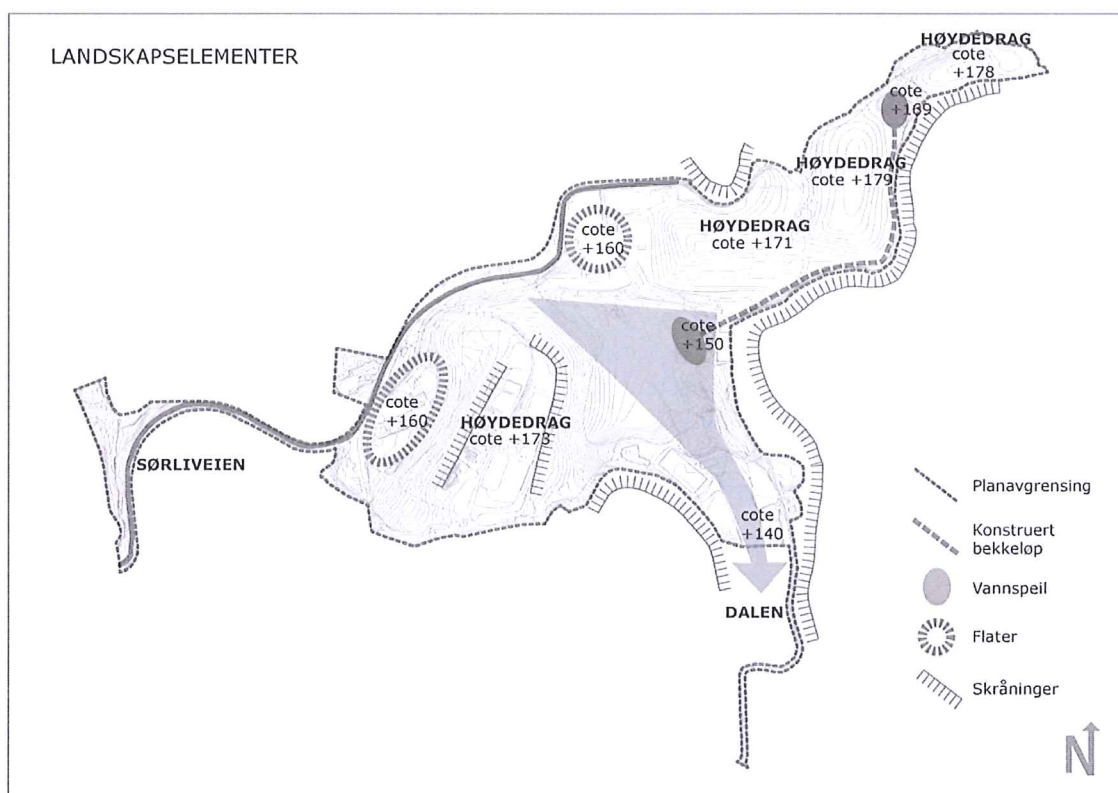 LANDSKAPSELEMENTER
HØYDEDRAG
cote
+178
cote
+169
HØYDEDRAG
cote +179
HØYDEDRAG
cote +171
cote
+160
cote
+150
cote
+160
HØYDEDRAG
cote +173
SØRLIVEIEN
cote
+140
DALEN
Planavgrensing
Konstruert
bekkeløp
Vannspeil
Flater
Skråninger
N